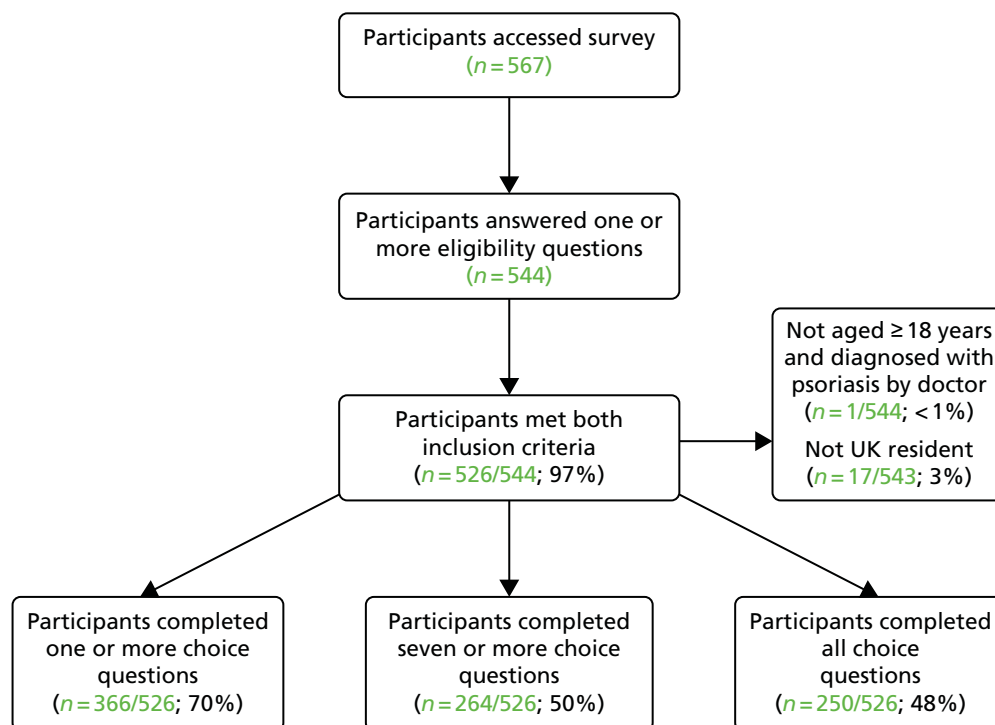 Participants accessed survey
(n = 567)
Participants answered one or
more eligibility questions
(n = 544)
Not aged ≥ 18 years
and diagnosed with
psoriasis by doctor
(n = 1/544; < 1%)
Not UK resident
(n = 17/543; 3%)
Participants met both
inclusion criteria
(n = 526/544; 97%)
Participants completed
one or more choice
questions
(n = 366/526; 70%)
Participants completed
seven or more choice
questions
(n = 264/526; 50%)
Participants completed
all choice
questions
(n = 250/526; 48%)